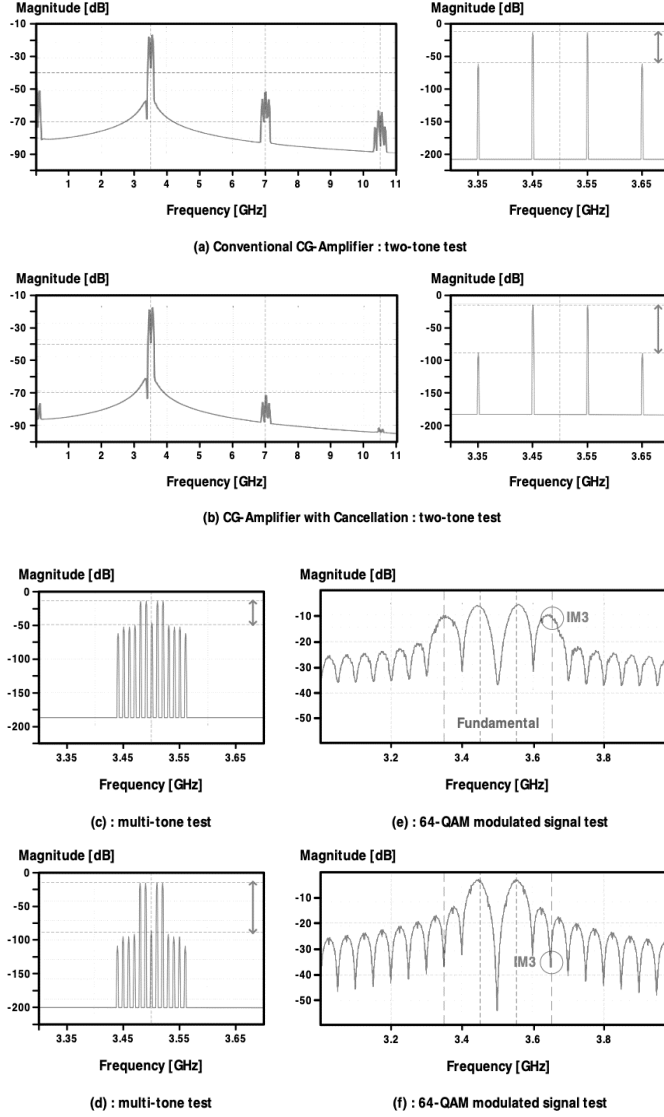 Magnitude [dB]
Magnitude [dB]
-10
-30
-50
-70
-90
1 2 3 4 5 6 7 8 9 10 11
Frequency [GHz]
0
-50
-100
-150
-200
3.35 3.45 3.55 3.65
Frequency [GHz]
(a) Conventional CG-Amplifier : two-tone test
Magnitude [dB]
Magnitude [dB]
-10
-30
-50
-70
-90
1 2 3 4 5 6 7 8 9 10 11
Frequency [GHz]
0
-50
-100
-150
-200
3.35 3.45 3.55 3.65
Frequency [GHz]
(b) CG-Amplifier with Cancellation : two-tone test
Magnitude [dB]
0
-50
-100
-150
-200
3.35 3.45 3.55 3.65
Frequency [GHz]
(c) : multi-tone test
Magnitude [dB]
-10
-20
-30
-40
-50
IM3
Fundamental
3.2 3.4 3.6 3.8
Frequency [GHz]
(e) : 64-QAM modulated signal test
Magnitude [dB]
0
-50
-100
-150
-200
3.35 3.45 3.55 3.65
Frequency [GHz]
(d) : multi-tone test
Magnitude [dB]
-10
-20
-30
-40
-50
IM3
3.2 3.4 3.6 3.8
Frequency [GHz]
(f) : 64-QAM modulated signal test